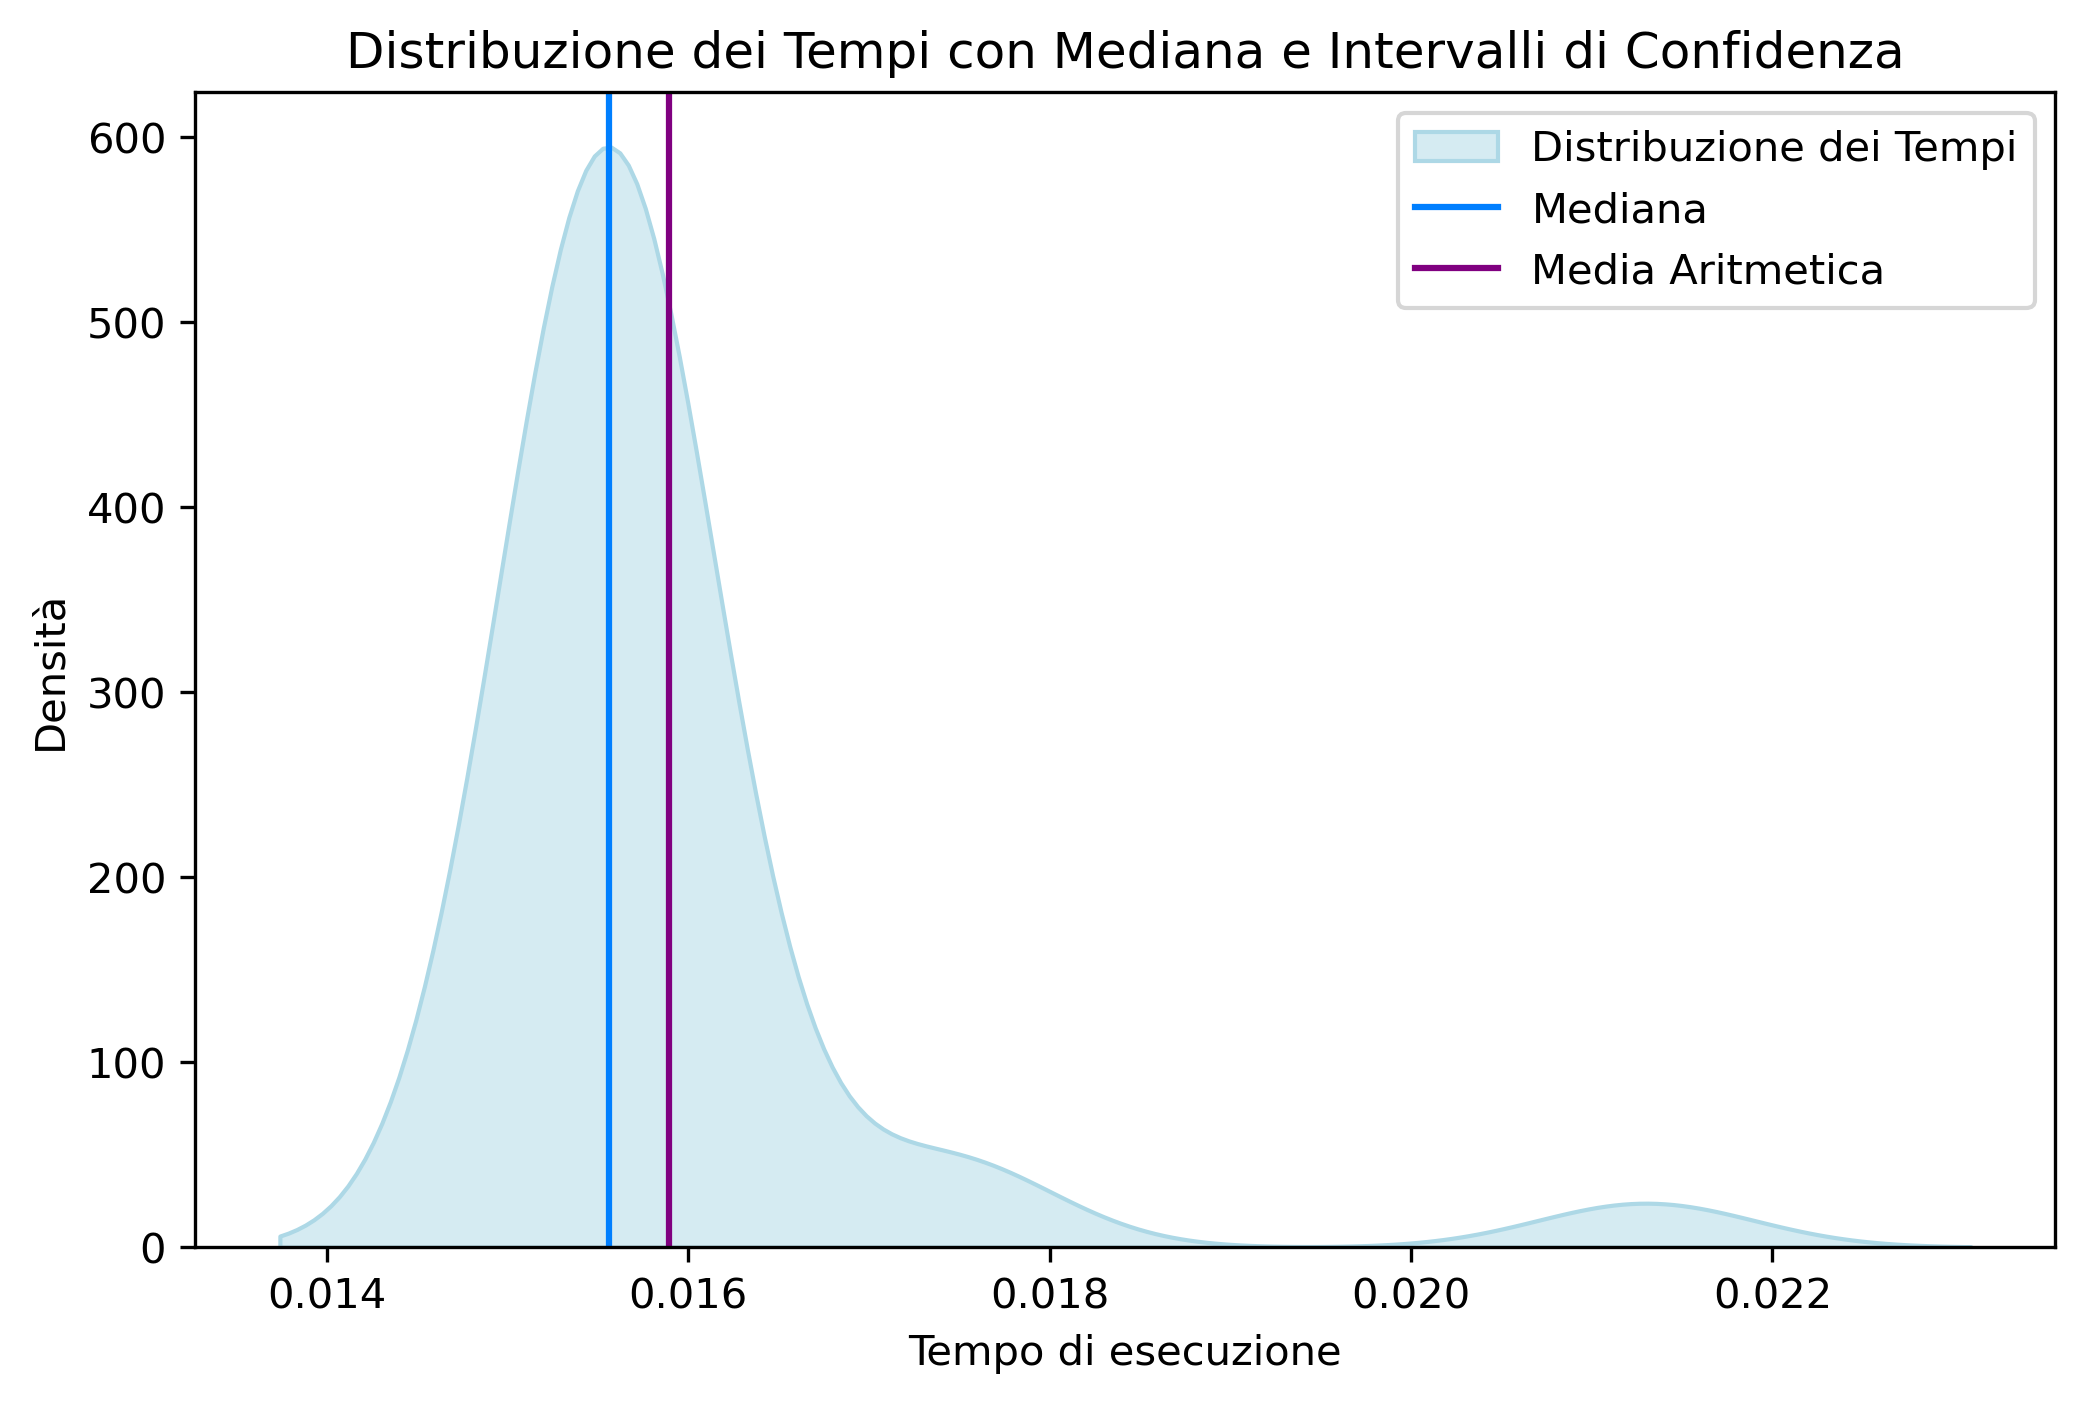 Distribuzione dei Tempi con Mediana e Intervalli di Confidenza
Distribuzione dei Tempi
Mediana
Media Aritmetica
Densità
600
500
400
300
200
100
0
0.014 0.016 0.018 0.020 0.022
Tempo di esecuzione